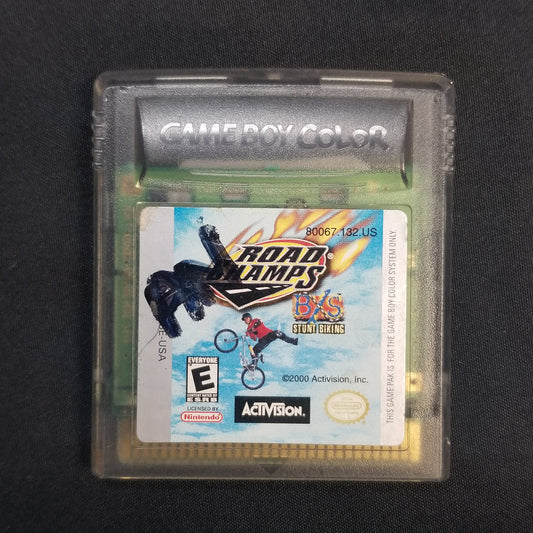 GAME BOY COLOR
80067.132.US
ROAD
CHAMPS
BXS
STUNT BIKING
EVERYONE
E
CONTENT RATED BY
ESRB
©2000 Activision, Inc.
LICENSED BY
Nintendo
ACTIVISION.
THIS GAME PAK IS FOR THE GAME BOY COLOR SYSTEM ONLY.
-USA